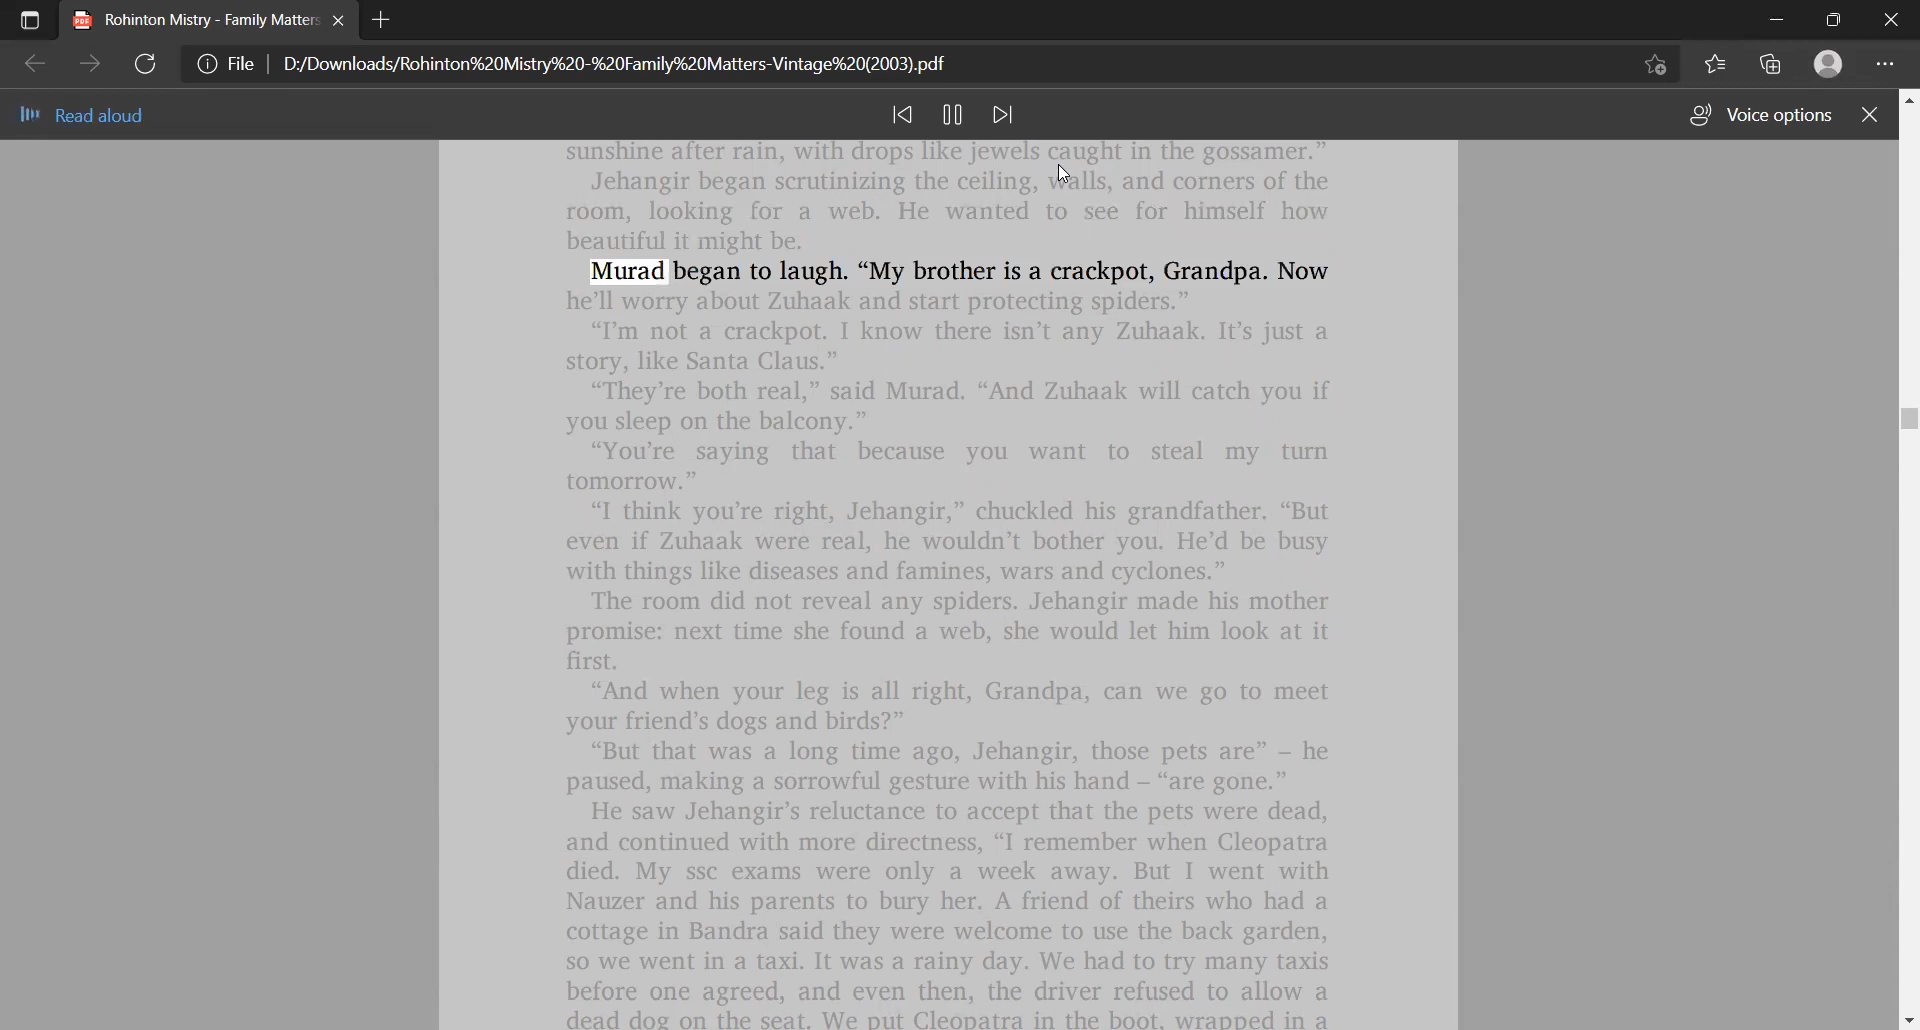 Rohinton Mistry - Family Matters
File D:/Downloads/Rohinton%20Mistry%20-%20Family%20Matters-Vintage%20(2003).pdf
Read aloud
Voice options
sunshine after rain, with drops like jewels caught in the gossamer.”
Jehangir began scrutinizing the ceiling, walls, and corners of the
room, looking for a web. He wanted to see for himself how
beautiful it might be.
Murad began to laugh. “My brother is a crackpot, Grandpa. Now
he’ll worry about Zuhaak and start protecting spiders.”
“I’m not a crackpot. I know there isn’t any Zuhaak. It’s just a
story, like Santa Claus.”
“They’re both real,” said Murad. “And Zuhaak will catch you if
you sleep on the balcony.”
“You’re saying that because you want to steal my turn
tomorrow.”
“I think you’re right, Jehangir,” chuckled his grandfather. “But
even if Zuhaak were real, he wouldn’t bother you. He’d be busy
with things like diseases and famines, wars and cyclones.”
The room did not reveal any spiders. Jehangir made his mother
promise: next time she found a web, she would let him look at it
first.
“And when your leg is all right, Grandpa, can we go to meet
your friend’s dogs and birds?”
“But that was a long time ago, Jehangir, those pets are” – he
paused, making a sorrowful gesture with his hand – “are gone.”
He saw Jehangir’s reluctance to accept that the pets were dead,
and continued with more directness, “I remember when Cleopatra
died. My ssc exams were only a week away. But I went with
Nauzer and his parents to bury her. A friend of theirs who had a
cottage in Bandra said they were welcome to use the back garden,
so we went in a taxi. It was a rainy day. We had to try many taxis
before one agreed, and even then, the driver refused to allow a
dead dog on the seat. We put Cleopatra in the boot, wrapped in a